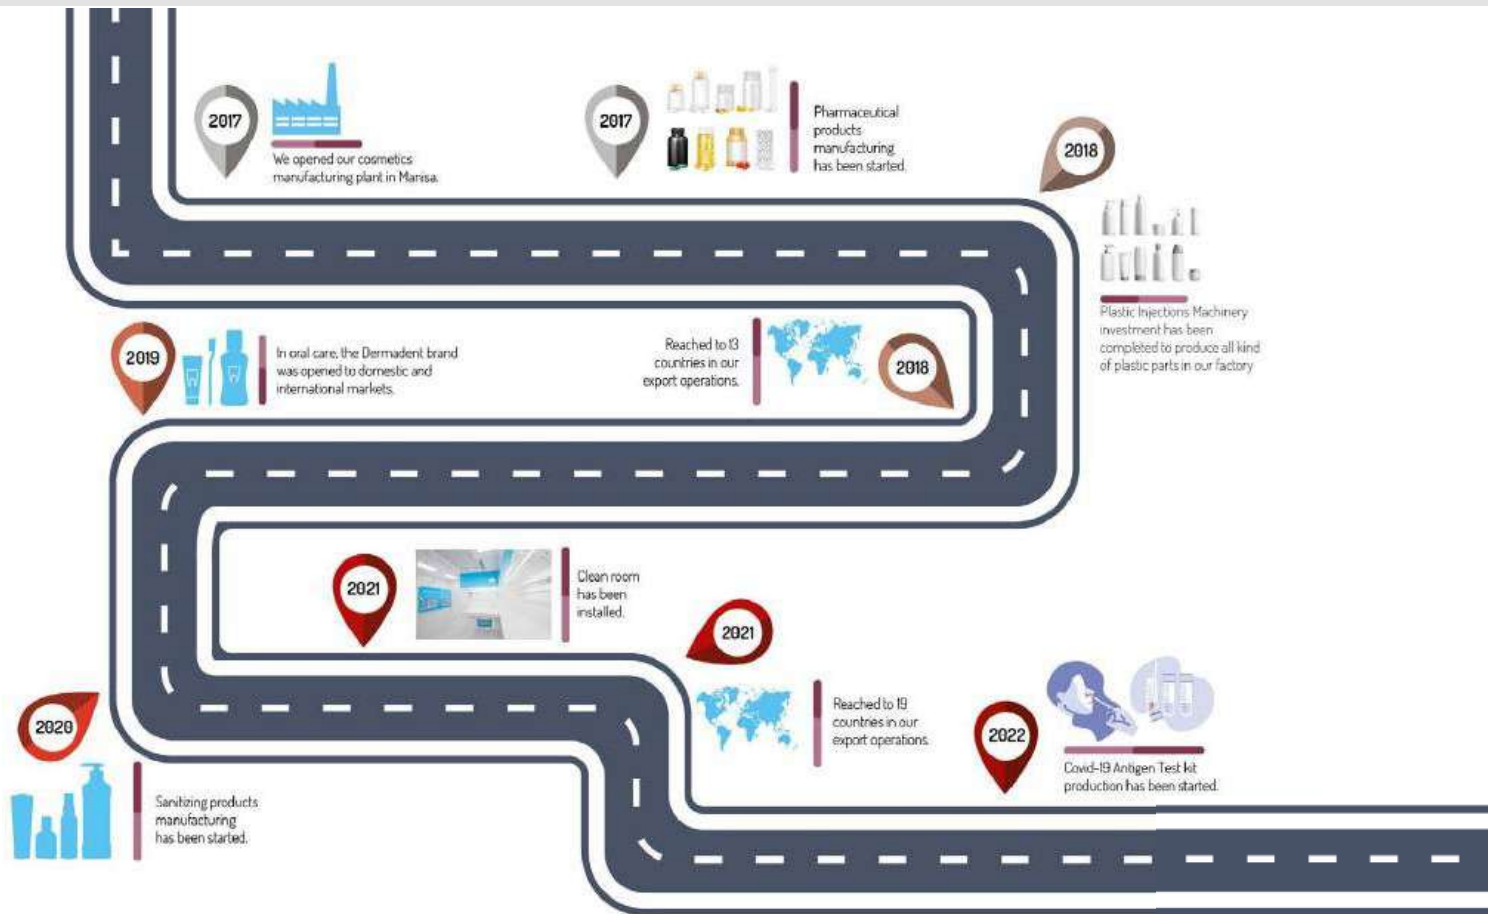 2017
We opened our cosmetics
manufacturing plant in Manisa.
2017
Pharmaceutical
products
manufacturing
has been started.
2018
Plastic Injections Machinery
investment has been
completed to produce all kind
of plastic parts in our factory
2018
Reached to 13
countries in our
export operations.
2019
In oral care, the Dermadent brand
was opened to domestic and
international markets.
2020
Sanitizing products
manufacturing
has been started.
2021
Clean room
has been
installed.
2021
Reached to 19
countries in our
export operations.
2022
Covid-19 Antigen Test kit
production has been started.